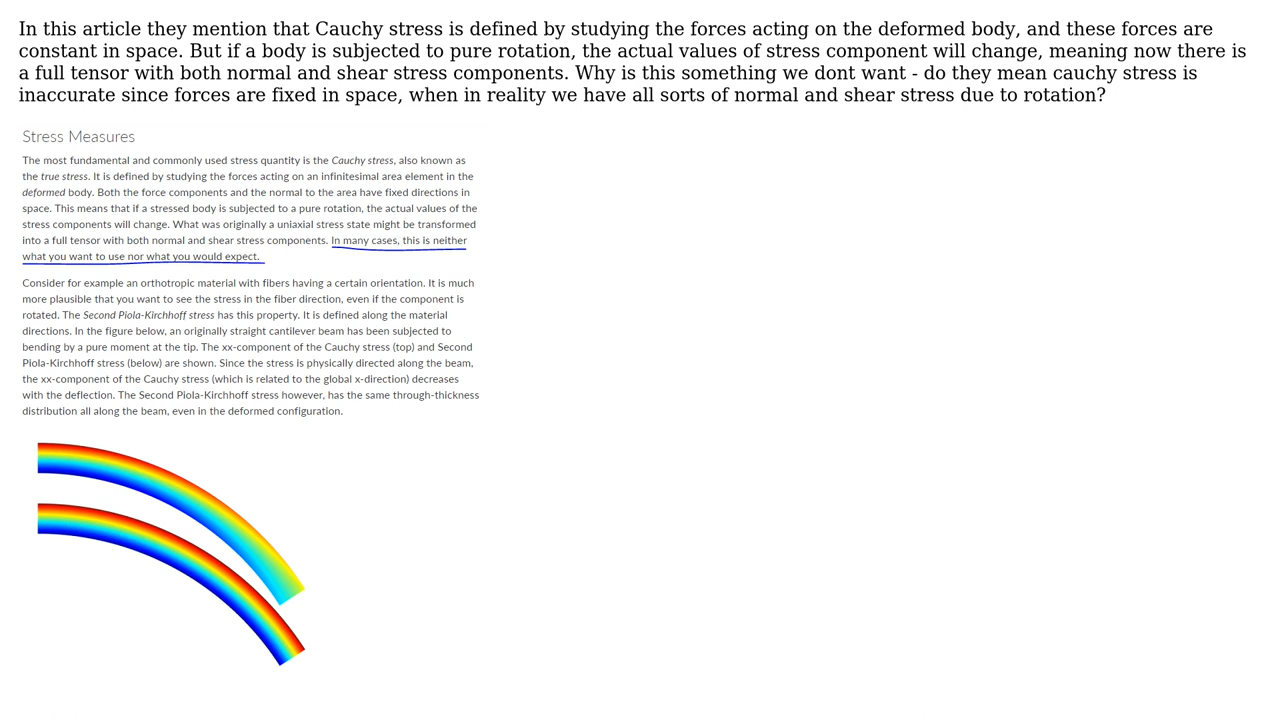 In this article they mention that Cauchy stress is defined by studying the forces acting on the deformed body, and these forces are
constant in space. But if a body is subjected to pure rotation, the actual values of stress component will change, meaning now there is
a full tensor with both normal and shear stress components. Why is this something we dont want - do they mean cauchy stress is
inaccurate since forces are fixed in space, when in reality we have all sorts of normal and shear stress due to rotation?
Stress Measures
The most fundamental and commonly used stress quantity is the Cauchy stress, also known as
the true stress. It is defined by studying the forces acting on an infinitesimal area element in the
deformed body. Both the force components and the normal to the area have fixed directions in
space. This means that if a stressed body is subjected to a pure rotation, the actual values of the
stress components will change. What was originally a uniaxial stress state might be transformed
into a full tensor with both normal and shear stress components. In many cases, this is neither
what you want to use nor what you would expect.
Consider for example an orthotropic material with fibers having a certain orientation. It is much
more plausible that you want to see the stress in the fiber direction, even if the component is
rotated. The Second Piola-Kirchhoff stress has this property. It is defined along the material
directions. In the figure below, an originally straight cantilever beam has been subjected to
bending by a pure moment at the tip. The xx-component of the Cauchy stress (top) and Second
Piola-Kirchhoff stress (below) are shown. Since the stress is physically directed along the beam,
the xx-component of the Cauchy stress (which is related to the global x-direction) decreases
with the deflection. The Second Piola-Kirchhoff stress however, has the same through-thickness
distribution all along the beam, even in the deformed configuration.